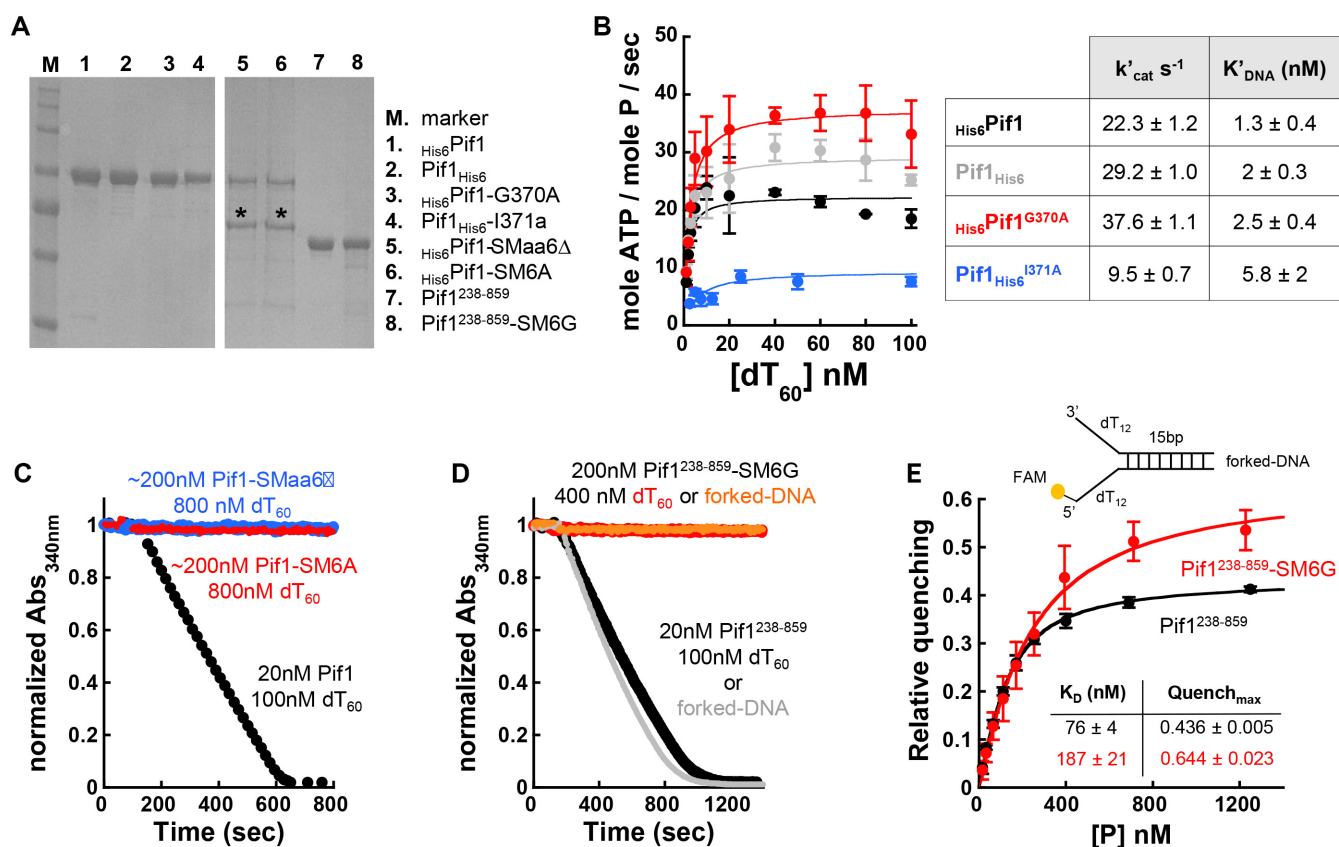 A
M 1 2 3 4 5 6 7 8
* *
M. marker
1. His6Pif1
2. Pif1His6
3. His6Pif1-G370A
4. Pif1His6-I371a
5. His6Pif1-SMaa6Δ
6. His6Pif1-SM6A
7. Pif1238-859
8. Pif1238-859-SM6G
B
mole ATP / mole P / sec
50
40
30
20
10
0
0 20 40 60 80 100
[dT60] nM
k'cat s-1 K'DNA (nM)
His6Pif1 22.3 ± 1.2 1.3 ± 0.4
Pif1His6 29.2 ± 1.0 2 ± 0.3
His6Pif1G370A 37.6 ± 1.1 2.5 ± 0.4
Pif1His6I371A 9.5 ± 0.7 5.8 ± 2
C
~200nM Pif1-SMaa6
800 nM dT60
~200nM Pif1-SM6A
800nM dT60
20nM Pif1
100nM dT60
normalized Abs340nm
1
0.8
0.6
0.4
0.2
0
0 200 400 600 800
Time (sec)
D
200nM Pif1238-859-SM6G
400 nM dT60 or forked-DNA
20nM Pif1238-859
100nM dT60
or
forked-DNA
normalized Abs340nm
1
0.8
0.6
0.4
0.2
0
0 400 800 1200
Time (sec)
E
3' dT12 15bp
forked-DNA
FAM
5' dT12
Relative quenching
0.6
0.5
0.4
0.3
0.2
0.1
0
0 400 800 1200
[P] nM
Pif1238-859-SM6G
Pif1238-859
KD (nM) Quenchmax
76 ± 4 0.436 ± 0.005
187 ± 21 0.644 ± 0.023